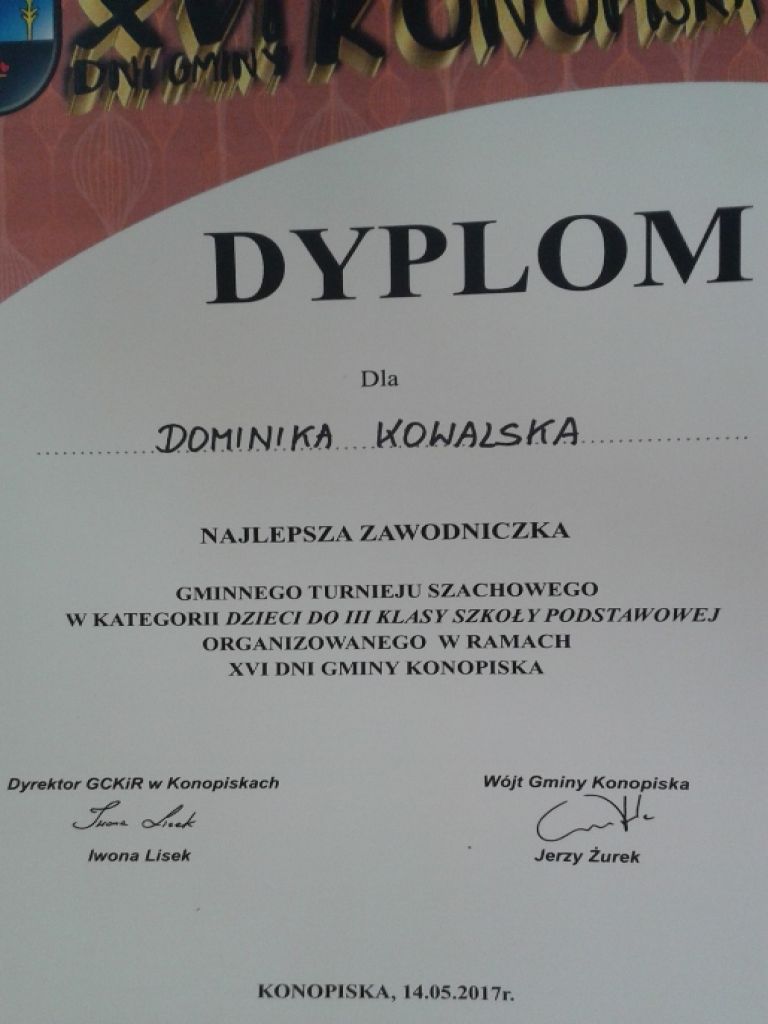 XVI KONOPISKA
DNI GMINY
DYPLOM
Dla
DOMINIKA KOWALSKA
NAJLEPSZA ZAWODNICZKA
GMINNEGO TURNIEJU SZACHOWEGO
W KATEGORII DZIECI DO III KLASY SZKOŁY PODSTAWOWEJ
ORGANIZOWANEGO W RAMACH
XVI DNI GMINY KONOPISKA
Dyrektor GCKiR w Konopiskach
Iwona Lisek
Iwona Lisek
Wójt Gminy Konopiska
Jerzy Żurek
KONOPISKA, 14.05.2017r.